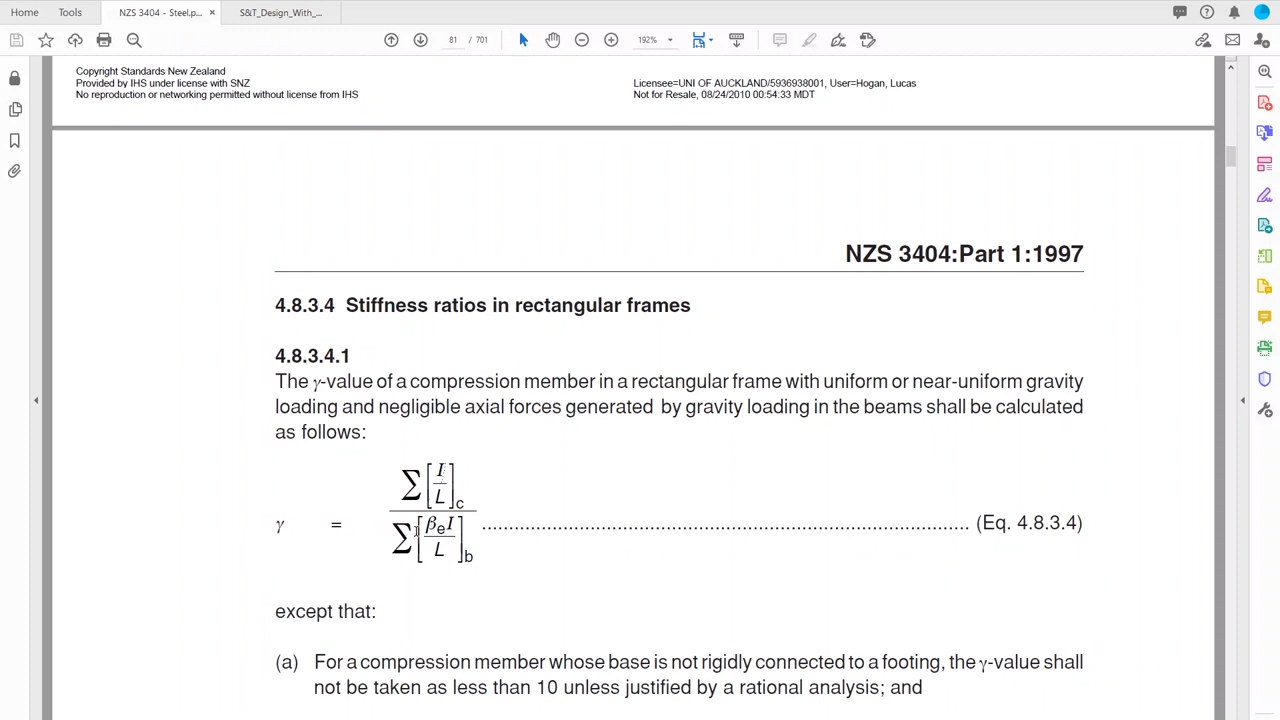 Home Tools NZS 3404 - Steel.p... × S&T_Design_With_...
81 / 701 192%
Copyright Standards New Zealand
Provided by IHS under license with SNZ
No reproduction or networking permitted without license from IHS
Licensee=UNI OF AUCKLAND/5936938001, User=Hogan, Lucas
Not for Resale, 08/24/2010 00:54:33 MDT
NZS 3404:Part 1:1997
4.8.3.4 Stiffness ratios in rectangular frames
4.8.3.4.1
The γ-value of a compression member in a rectangular frame with uniform or near-uniform gravity
loading and negligible axial forces generated by gravity loading in the beams shall be calculated
as follows:
γ = ∑[I/L]c / ∑[βeI/L]b .......................................................................................... (Eq. 4.8.3.4)
except that:
(a) For a compression member whose base is not rigidly connected to a footing, the γ-value shall
not be taken as less than 10 unless justified by a rational analysis; and